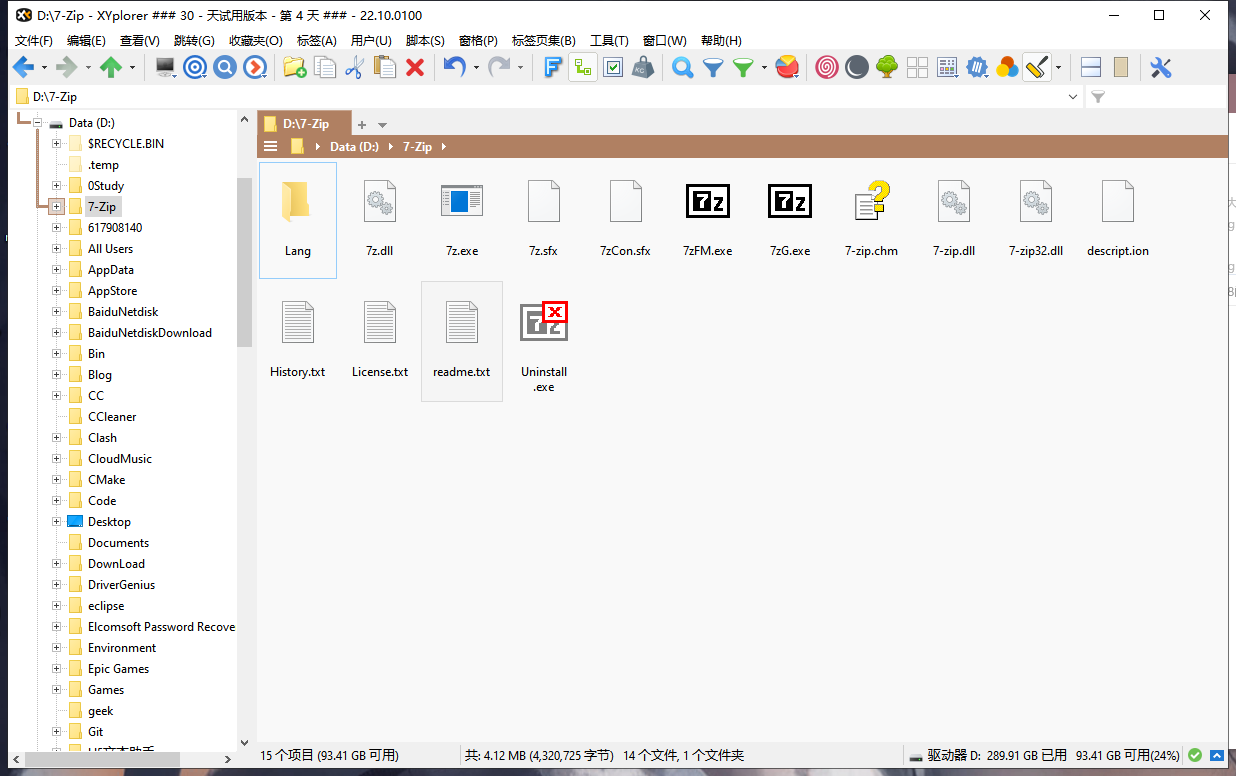 D:\7-Zip - XYplorer ### 30 - 天试用版本 - 第 4 天 ### - 22.10.0100
文件(F) 编辑(E) 查看(V) 跳转(G) 收藏夹(O) 标签(A) 用户(U) 脚本(S) 窗格(P) 标签页集(B) 工具(T) 窗口(W) 帮助(H)
D:\7-Zip
Data (D:)
$RECYCLE.BIN
.temp
0Study
7-Zip
617908140
All Users
AppData
AppStore
BaiduNetdisk
BaiduNetdiskDownload
Bin
Blog
CC
CCleaner
Clash
CloudMusic
CMake
Code
Desktop
Documents
DownLoad
DriverGenius
eclipse
Elcomsoft Password Recove
Environment
Epic Games
Games
geek
Git
D:\7-Zip
Data (D:) 7-Zip
Lang 7z.dll 7z.exe 7z.sfx 7zCon.sfx 7zFM.exe 7zG.exe 7-zip.chm 7-zip.dll 7-zip32.dll descript.ion
History.txt License.txt readme.txt Uninstall
.exe
15 个项目 (93.41 GB 可用) 共: 4.12 MB (4,320,725 字节) 14 个文件, 1 个文件夹 驱动器 D: 289.91 GB 已用 93.41 GB 可用(24%)